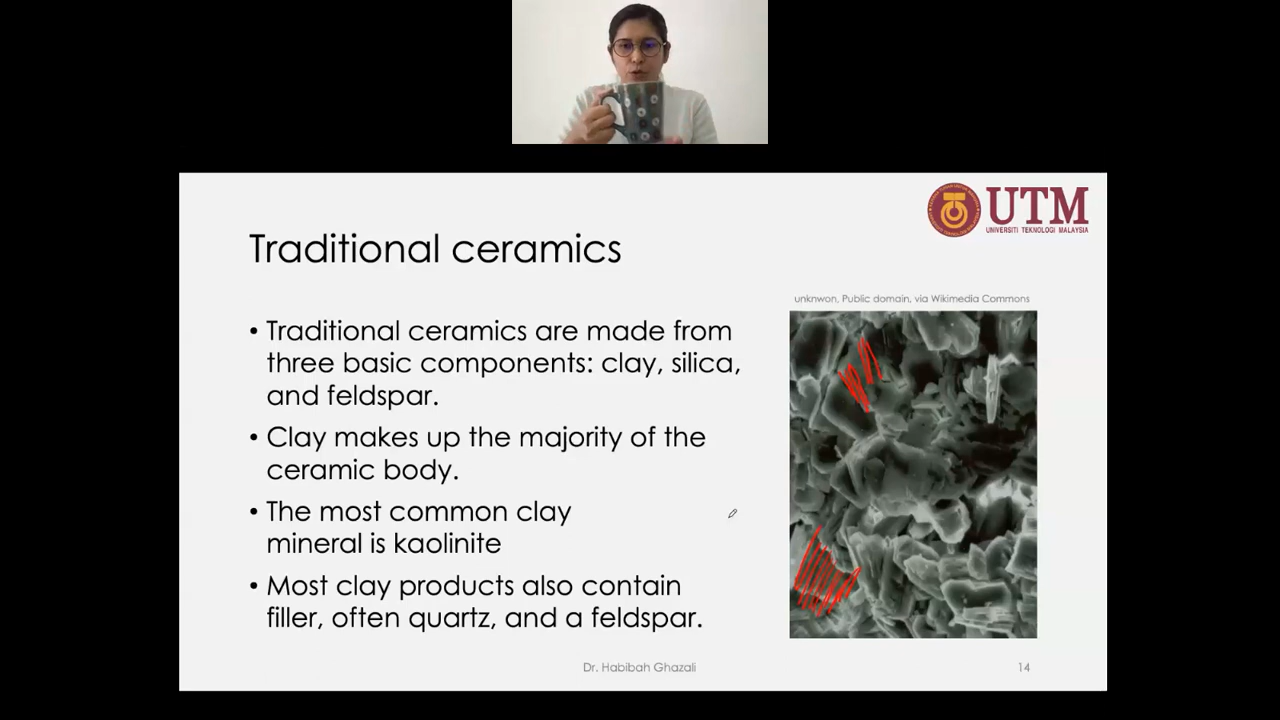 UTM
UNIVERSITI TEKNOLOGI MALAYSIA
Traditional ceramics
unknwon, Public domain, via Wikimedia Commons
• Traditional ceramics are made from
three basic components: clay, silica,
and feldspar.
• Clay makes up the majority of the
ceramic body.
• The most common clay
mineral is kaolinite
• Most clay products also contain
filler, often quartz, and a feldspar.
Dr. Habibah Ghazali
14